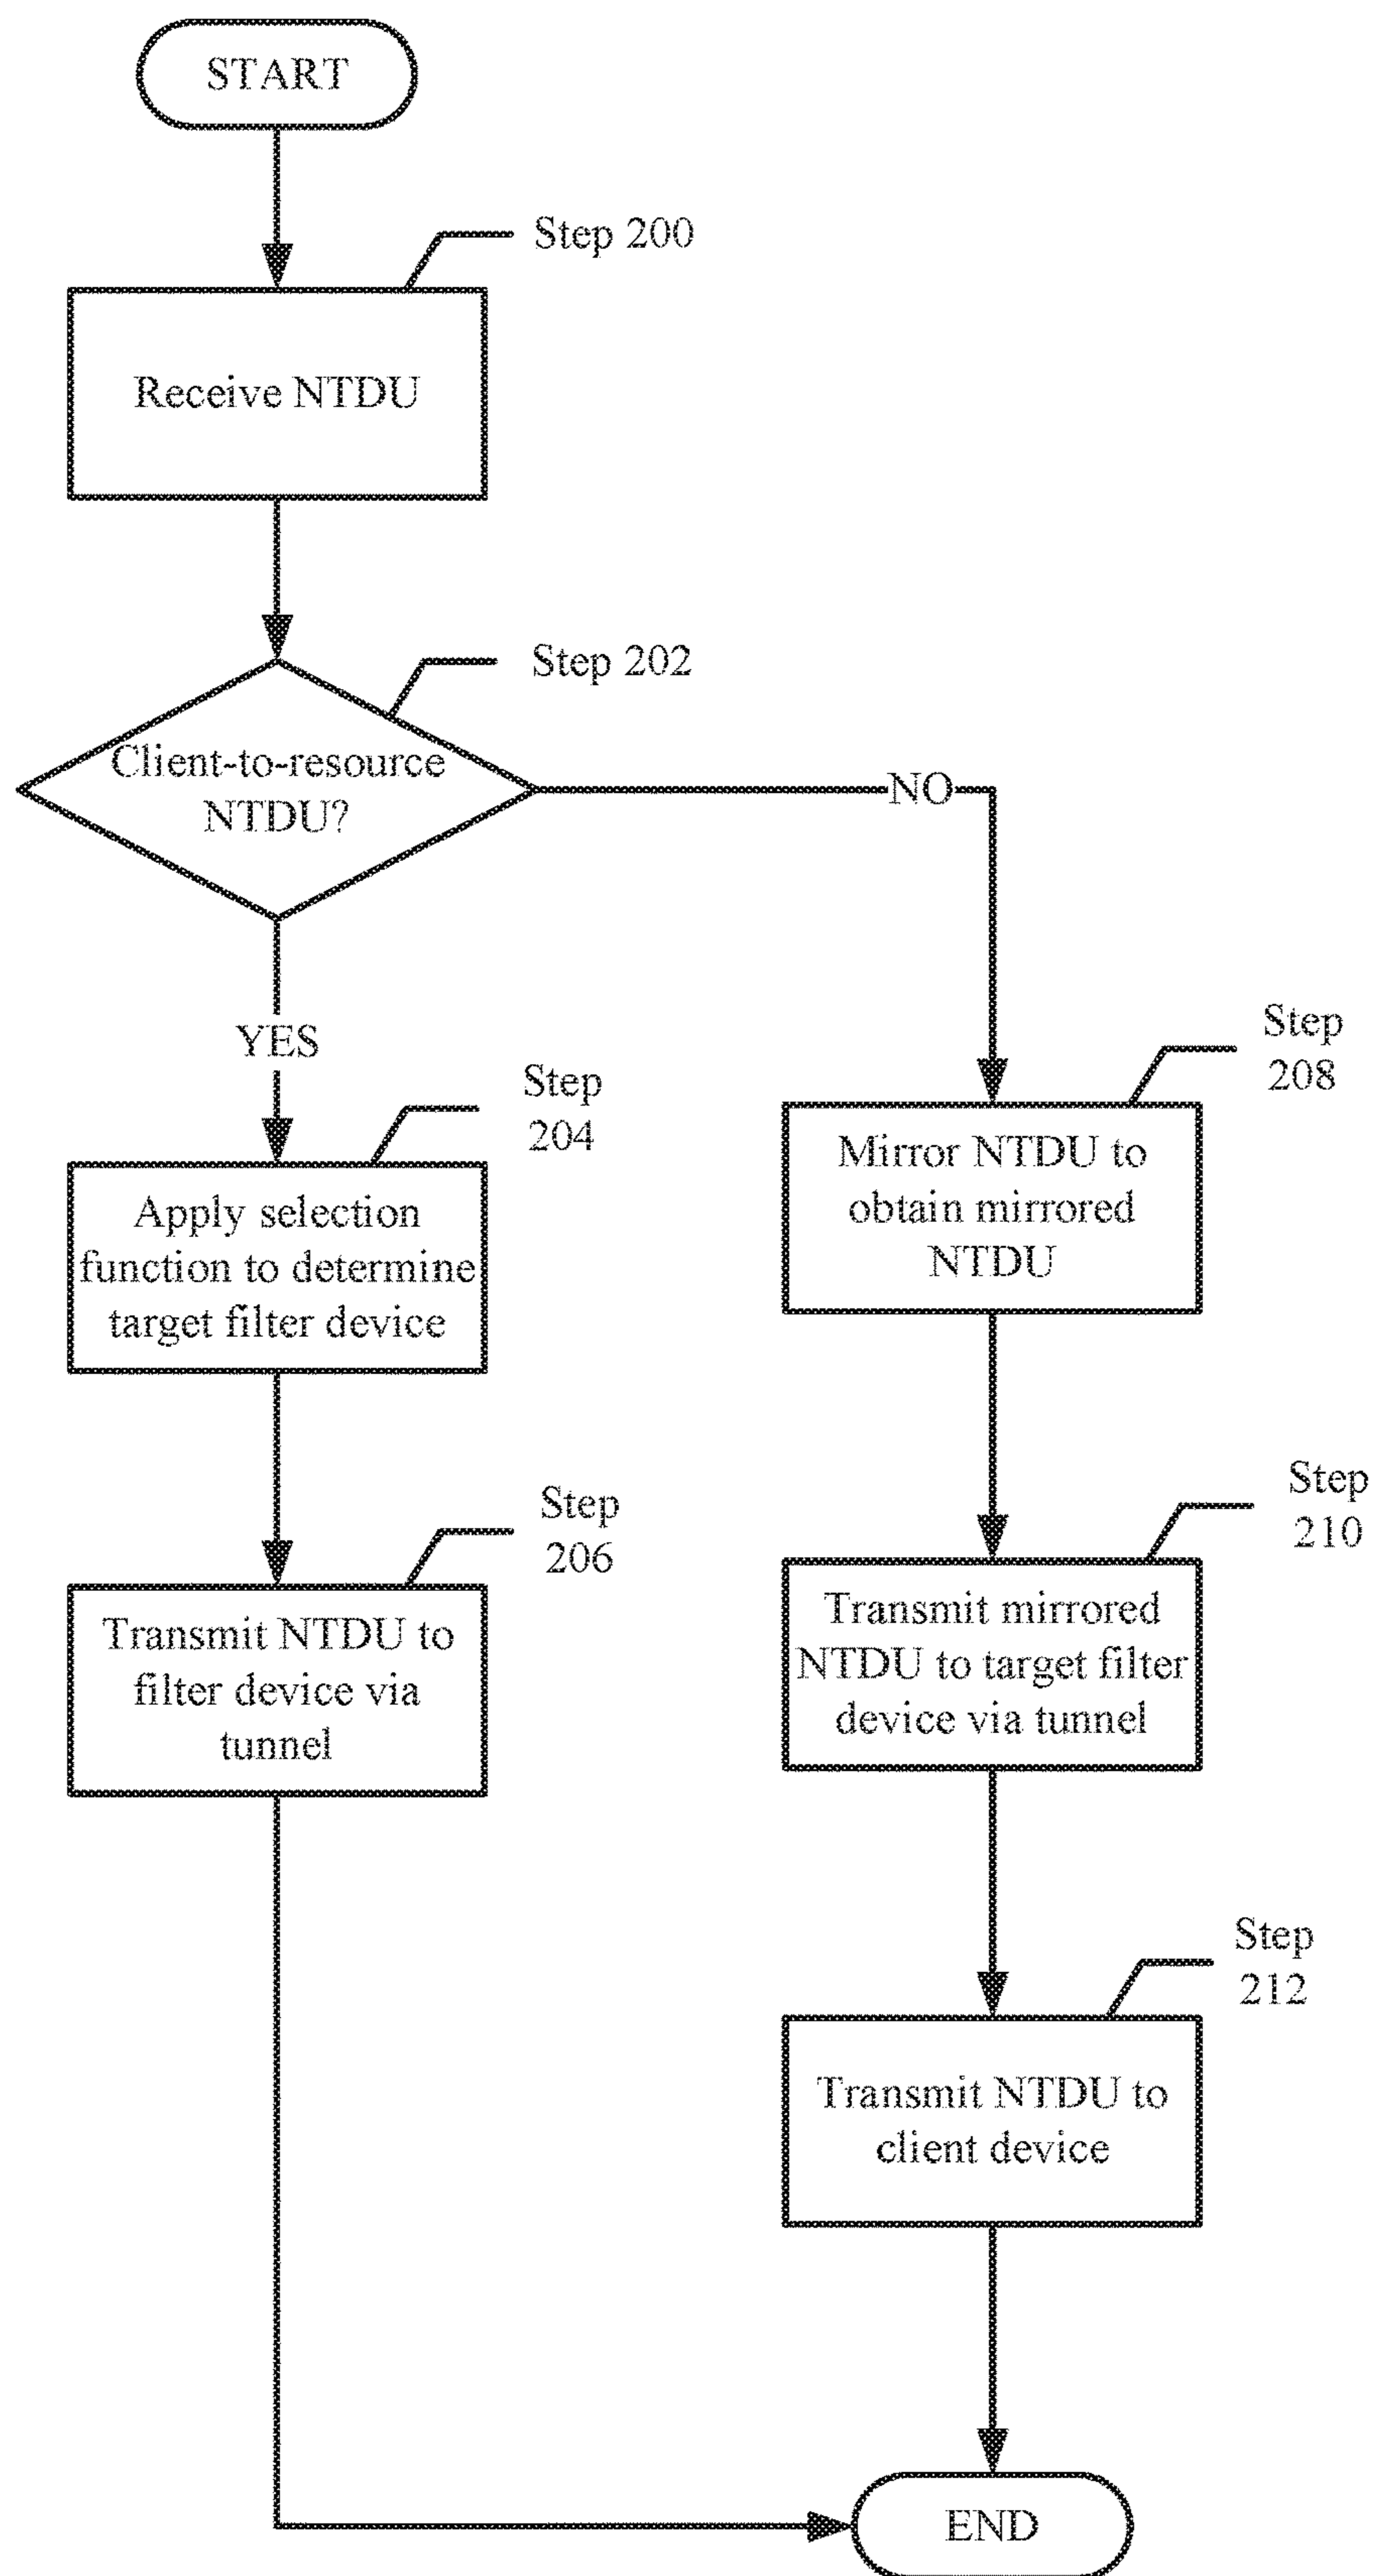 START
Step 200
Receive NTDU
Step 202
Client-to-resource
NTDU?
NO
YES
Step
204
Apply selection
function to determine
target filter device
Step
206
Transmit NTDU to
filter device via
tunnel
Step
208
Mirror NTDU to
obtain mirrored
NTDU
Step
210
Transmit mirrored
NTDU to target filter
device via tunnel
Step
212
Transmit NTDU to
client device
END